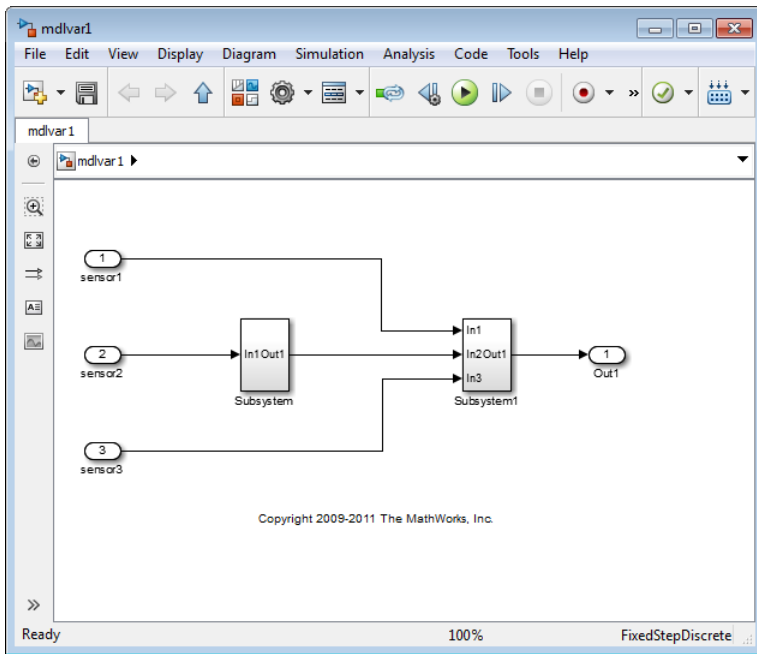 mdlvar1
File Edit View Display Diagram Simulation Analysis Code Tools Help
mdlvar1
mdlvar1
1
sensor1
In1
2
sensor2
In1 Out1
Subsystem
In2 Out1
In3
Subsystem1
1
Out1
3
sensor3
Copyright 2009-2011 The MathWorks, Inc.
Ready 100% FixedStepDiscrete